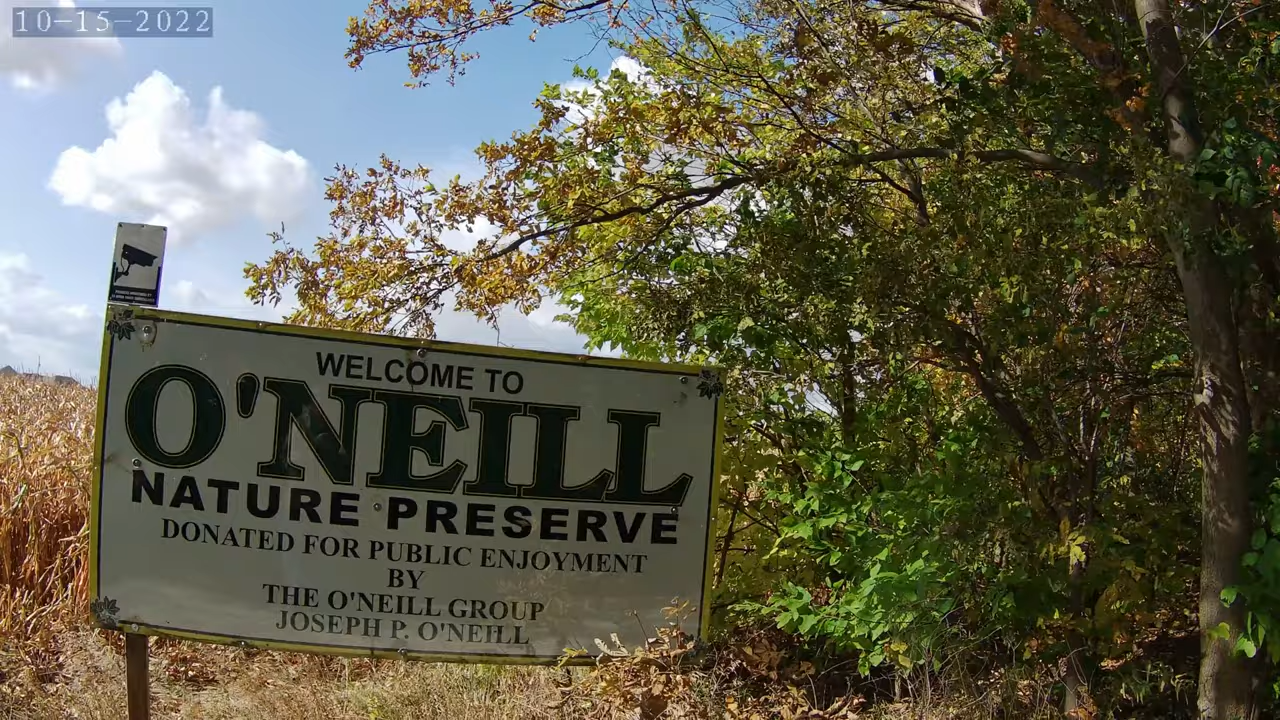 10-15-2022
WELCOME TO
O'NEILL
NATURE PRESERVE
DONATED FOR PUBLIC ENJOYMENT
BY
THE O'NEILL GROUP
JOSEPH P. O'NEILL